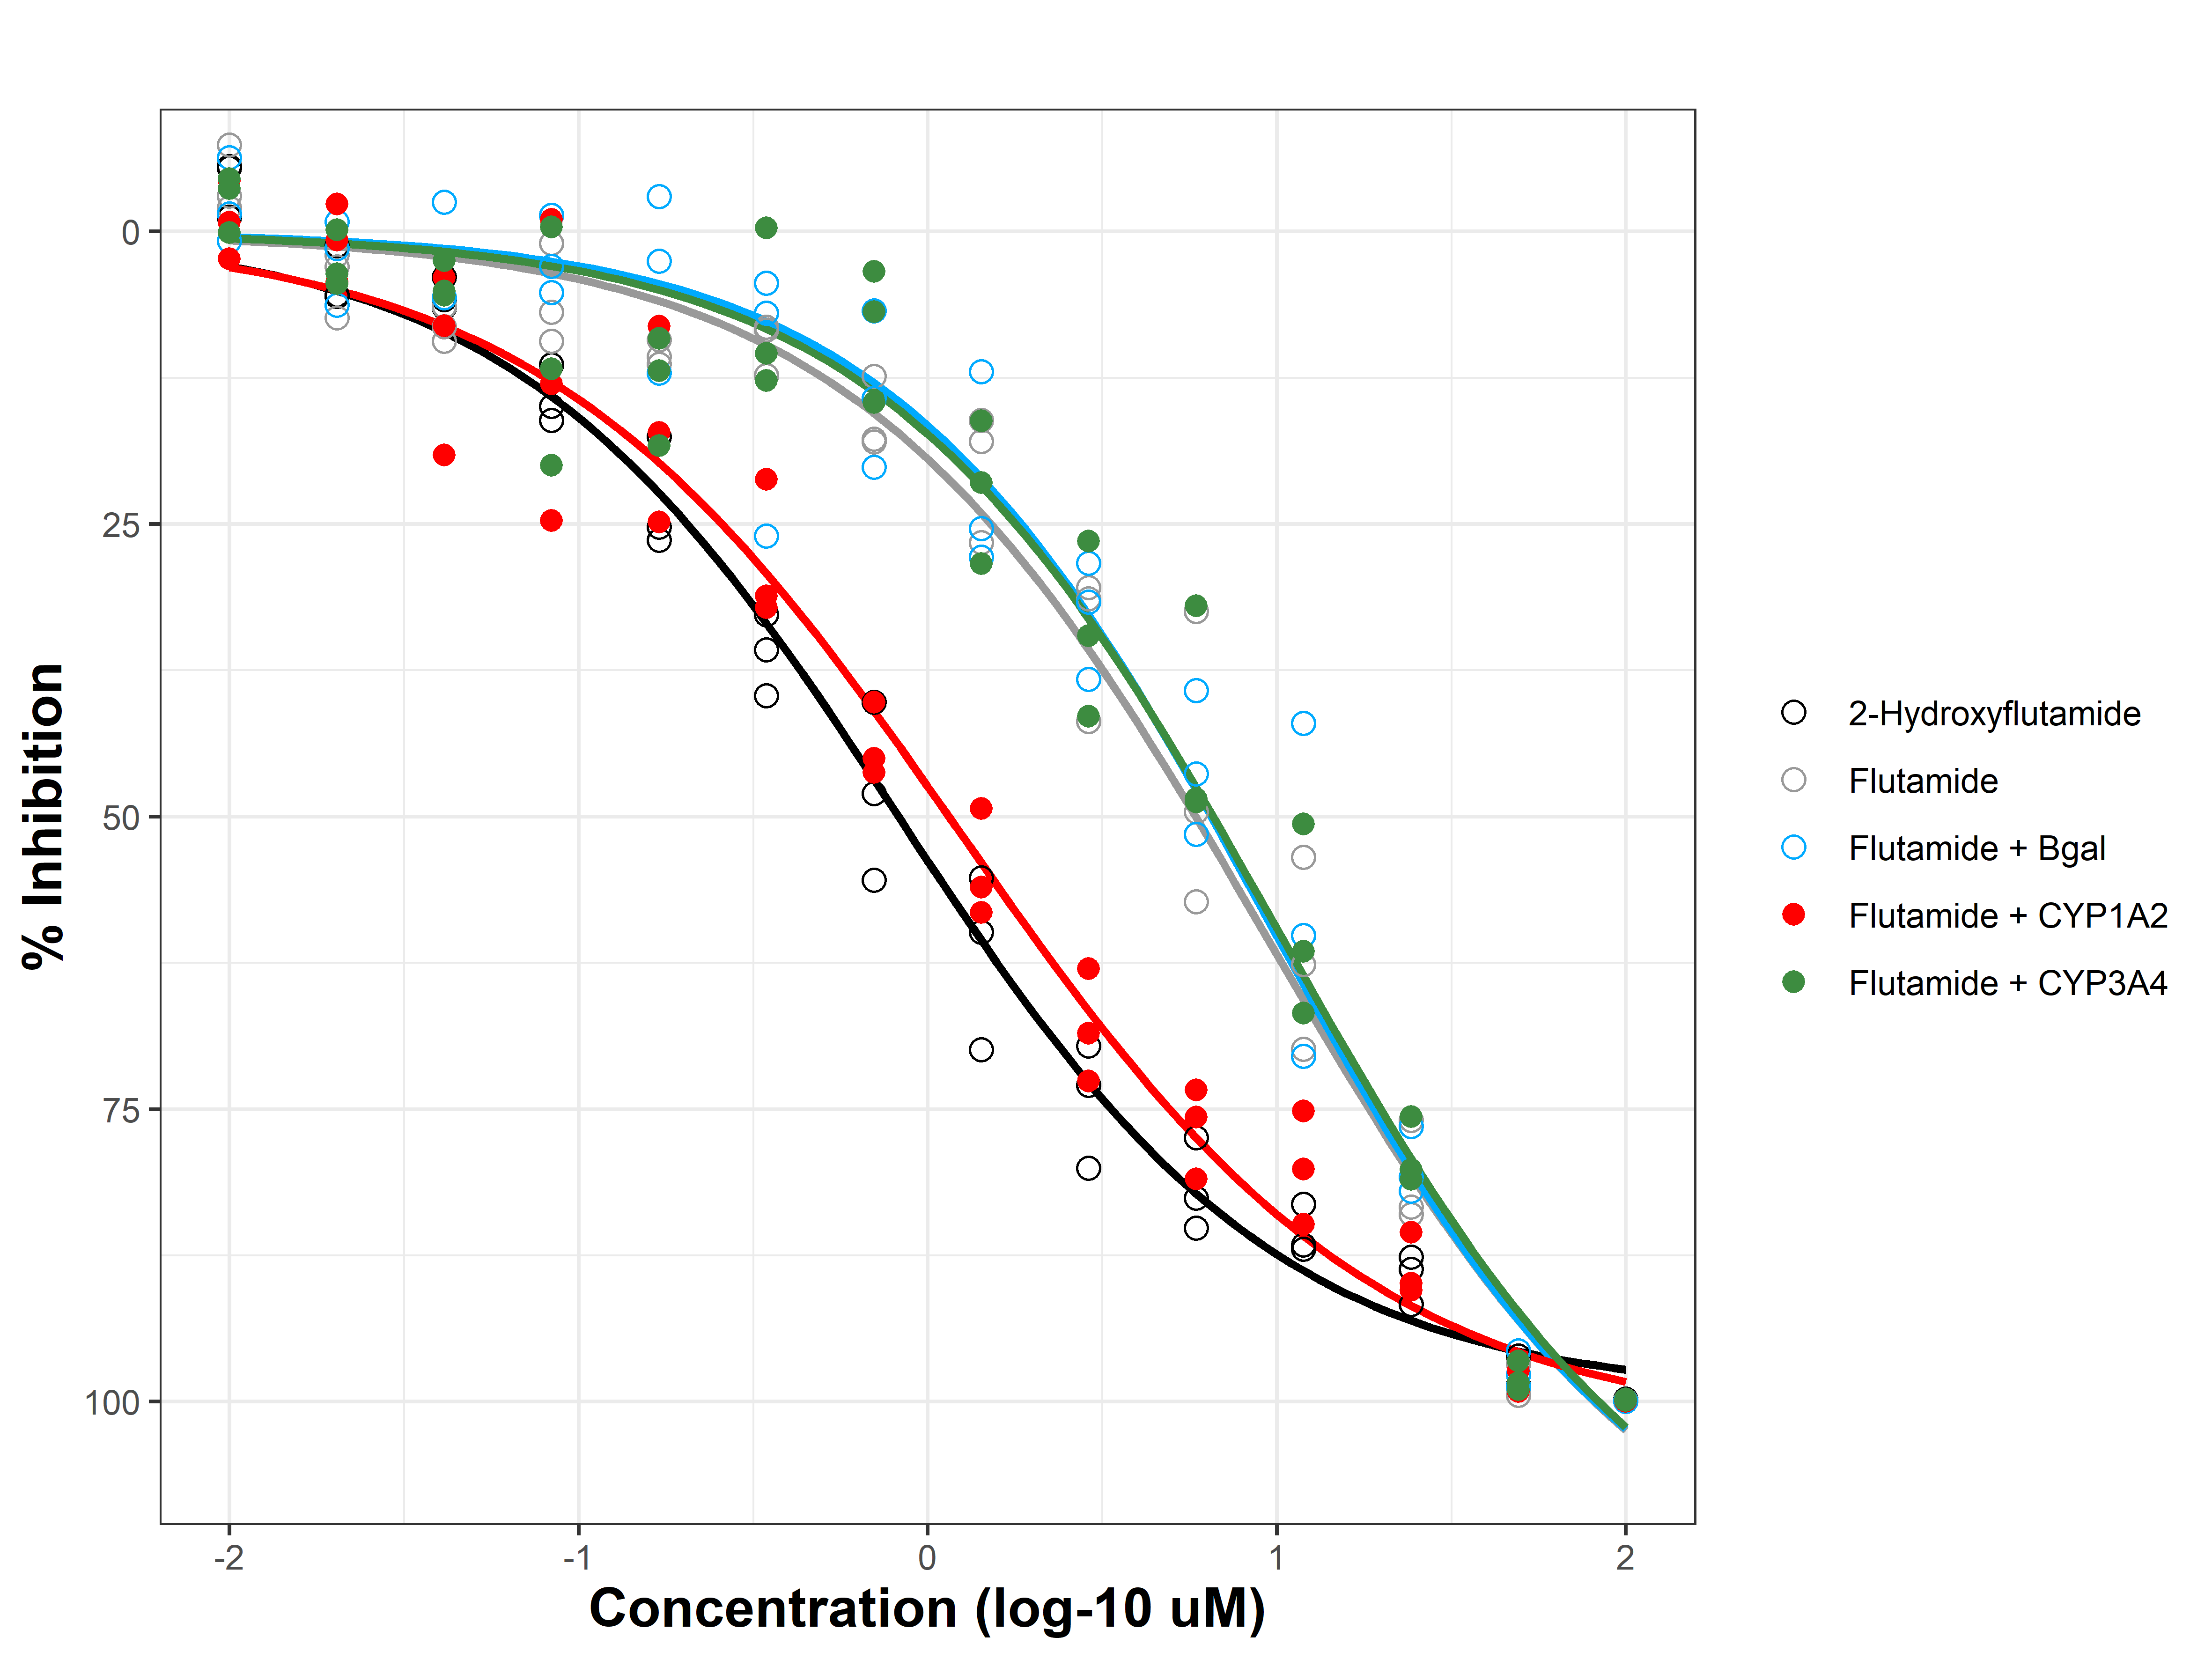 % Inhibition
0
25
50
75
100
-2
-1
0
1
2
Concentration (log-10 uM)
2-Hydroxyflutamide
Flutamide
Flutamide + Bgal
Flutamide + CYP1A2
Flutamide + CYP3A4